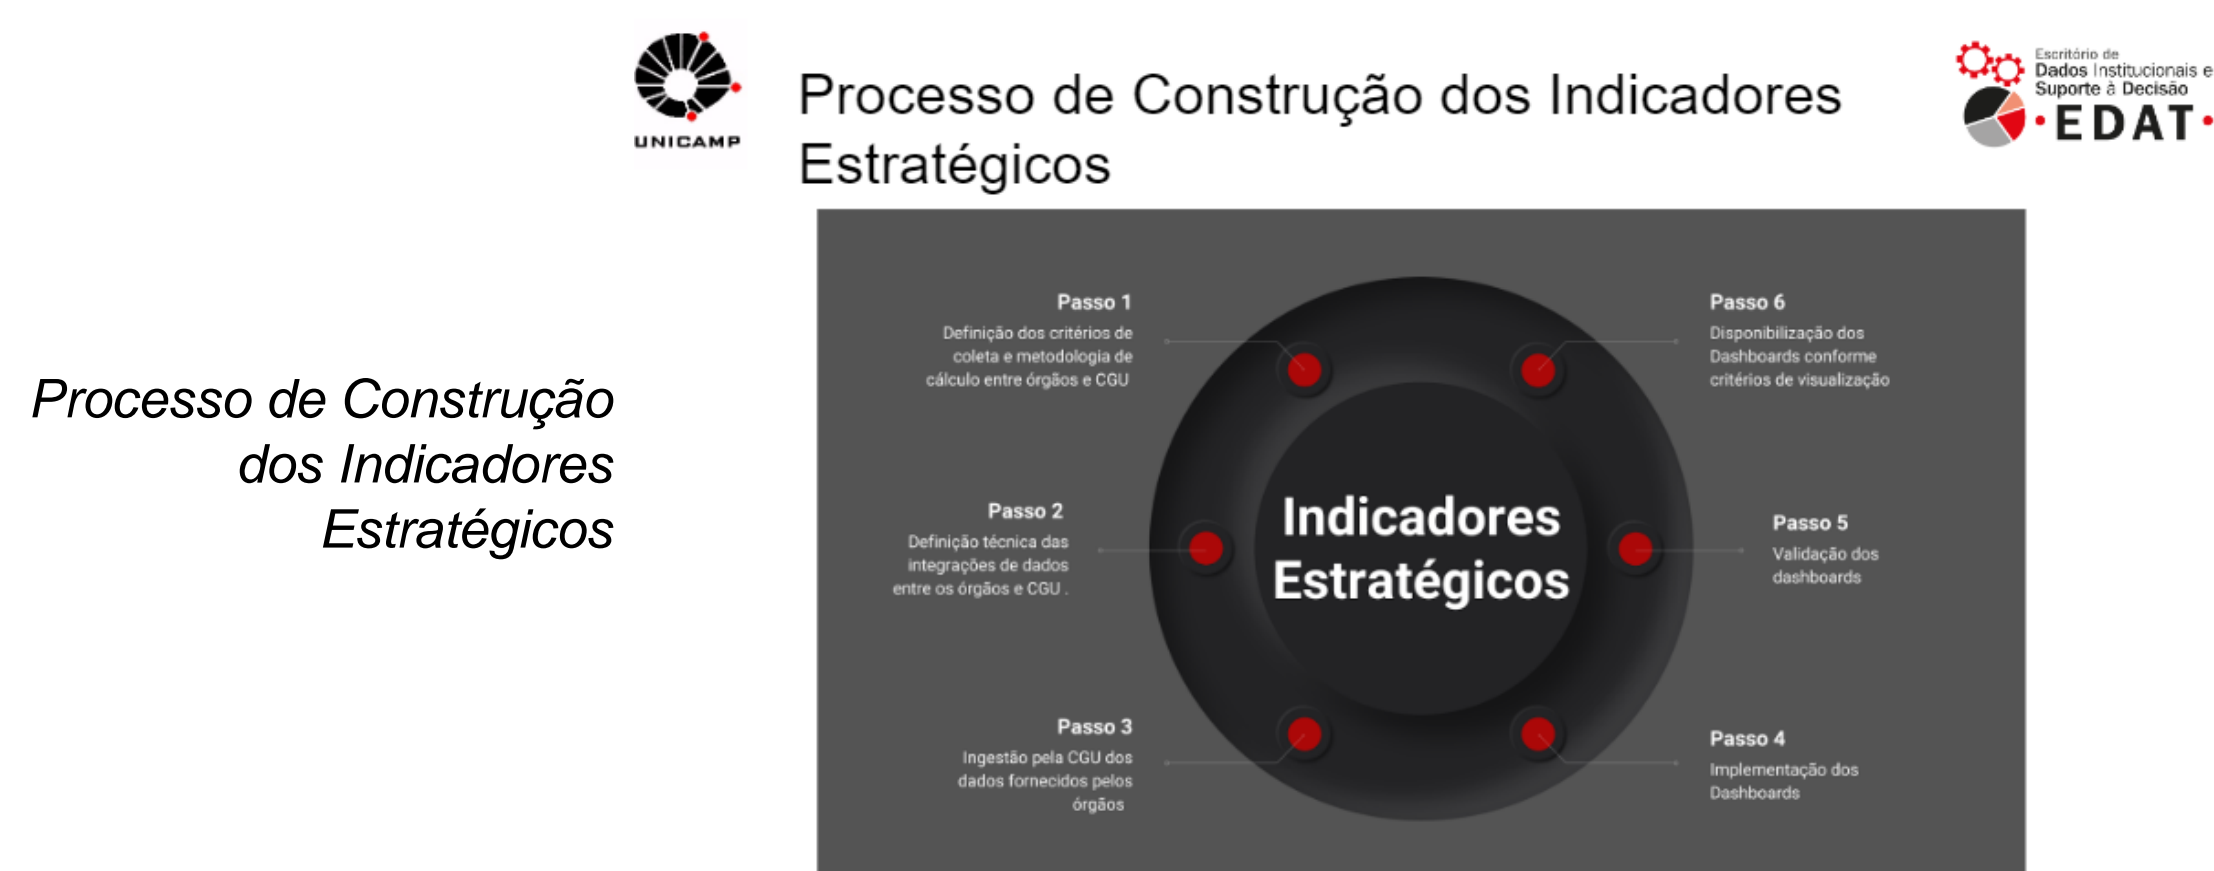 Processo de Construção
dos Indicadores
Estratégicos
UNICAMP
Processo de Construção dos Indicadores
Estratégicos
Escritório de
Dados Institucionais e
Suporte à Decisão
EDAT
Passo 1
Definição dos critérios de
coleta e metodologia de
cálculo entre órgãos e CGU
Passo 2
Definição técnica das
integrações de dados
entre os órgãos e CGU .
Passo 3
Ingestão pela CGU dos
dados fornecidos pelos
órgãos
Indicadores
Estratégicos
Passo 4
Implementação dos
Dashboards
Passo 5
Validação dos
dashboards
Passo 6
Disponibilização dos
Dashboards conforme
critérios de visualização